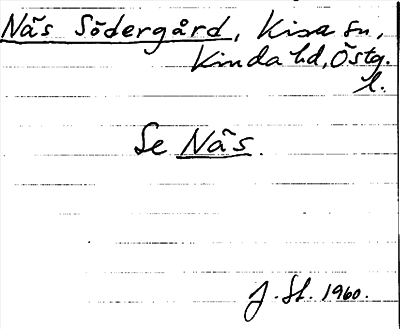 Näs Södergård, Kisa sn,
Kinda hd, Östg.
l.
Se Näs.
J. St. 1960.